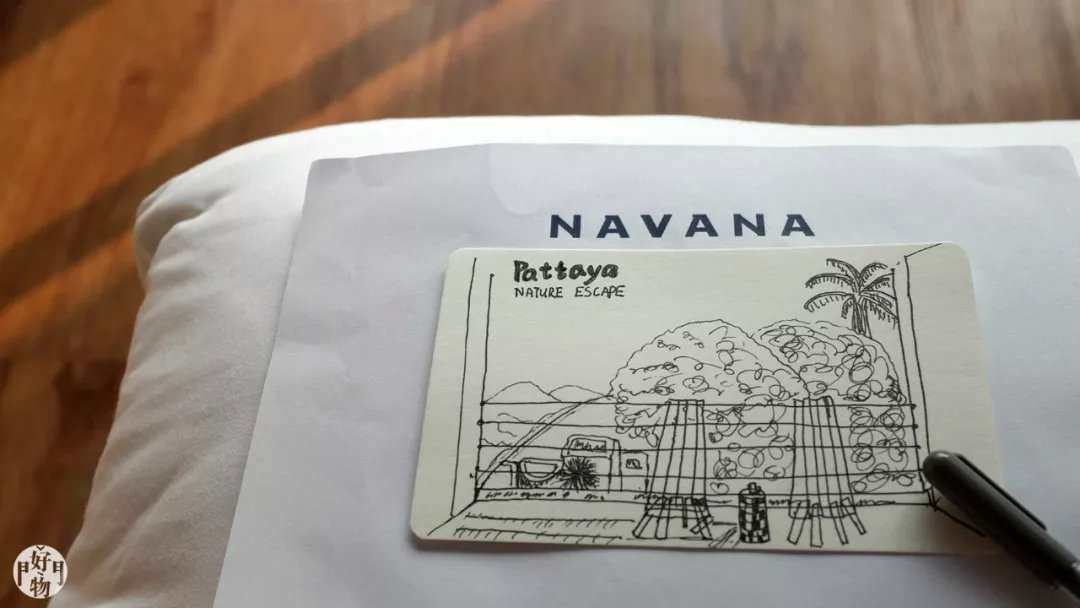 NAVANA
Pattaya
NATURE ESCAPE
好物